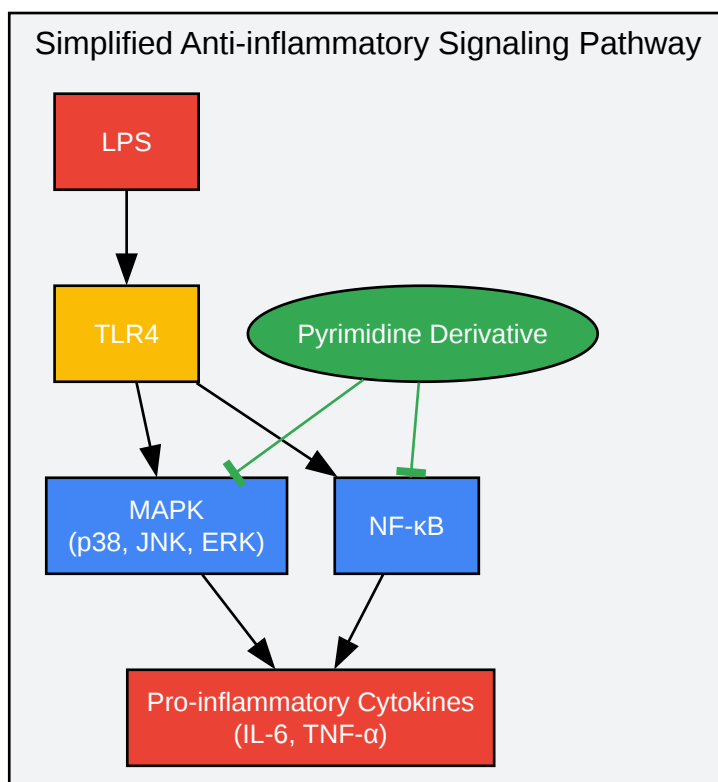 Simplified Anti-inflammatory Signaling Pathway
LPS
TLR4
Pyrimidine Derivative
MAPK
(p38, JNK, ERK)
NF-κB
Pro-inflammatory Cytokines
(IL-6, TNF-α)